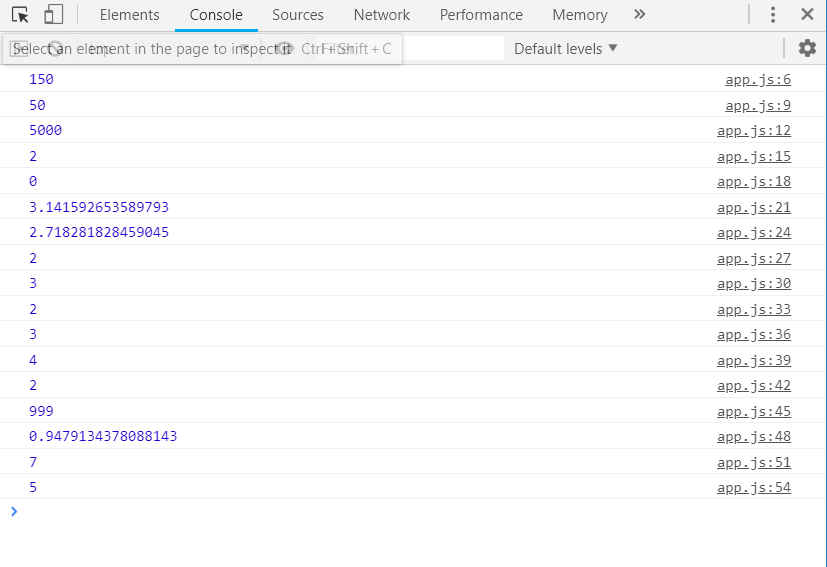 Elements Console Sources Network Performance Memory
Select an element in the page to inspect it Ctrl + Shift + C top Filter Default levels ▼
150 app.js:6
50 app.js:9
5000 app.js:12
2 app.js:15
0 app.js:18
3.141592653589793 app.js:21
2.718281828459045 app.js:24
2 app.js:27
3 app.js:30
2 app.js:33
3 app.js:36
4 app.js:39
2 app.js:42
999 app.js:45
0.9479134378088143 app.js:48
7 app.js:51
5 app.js:54